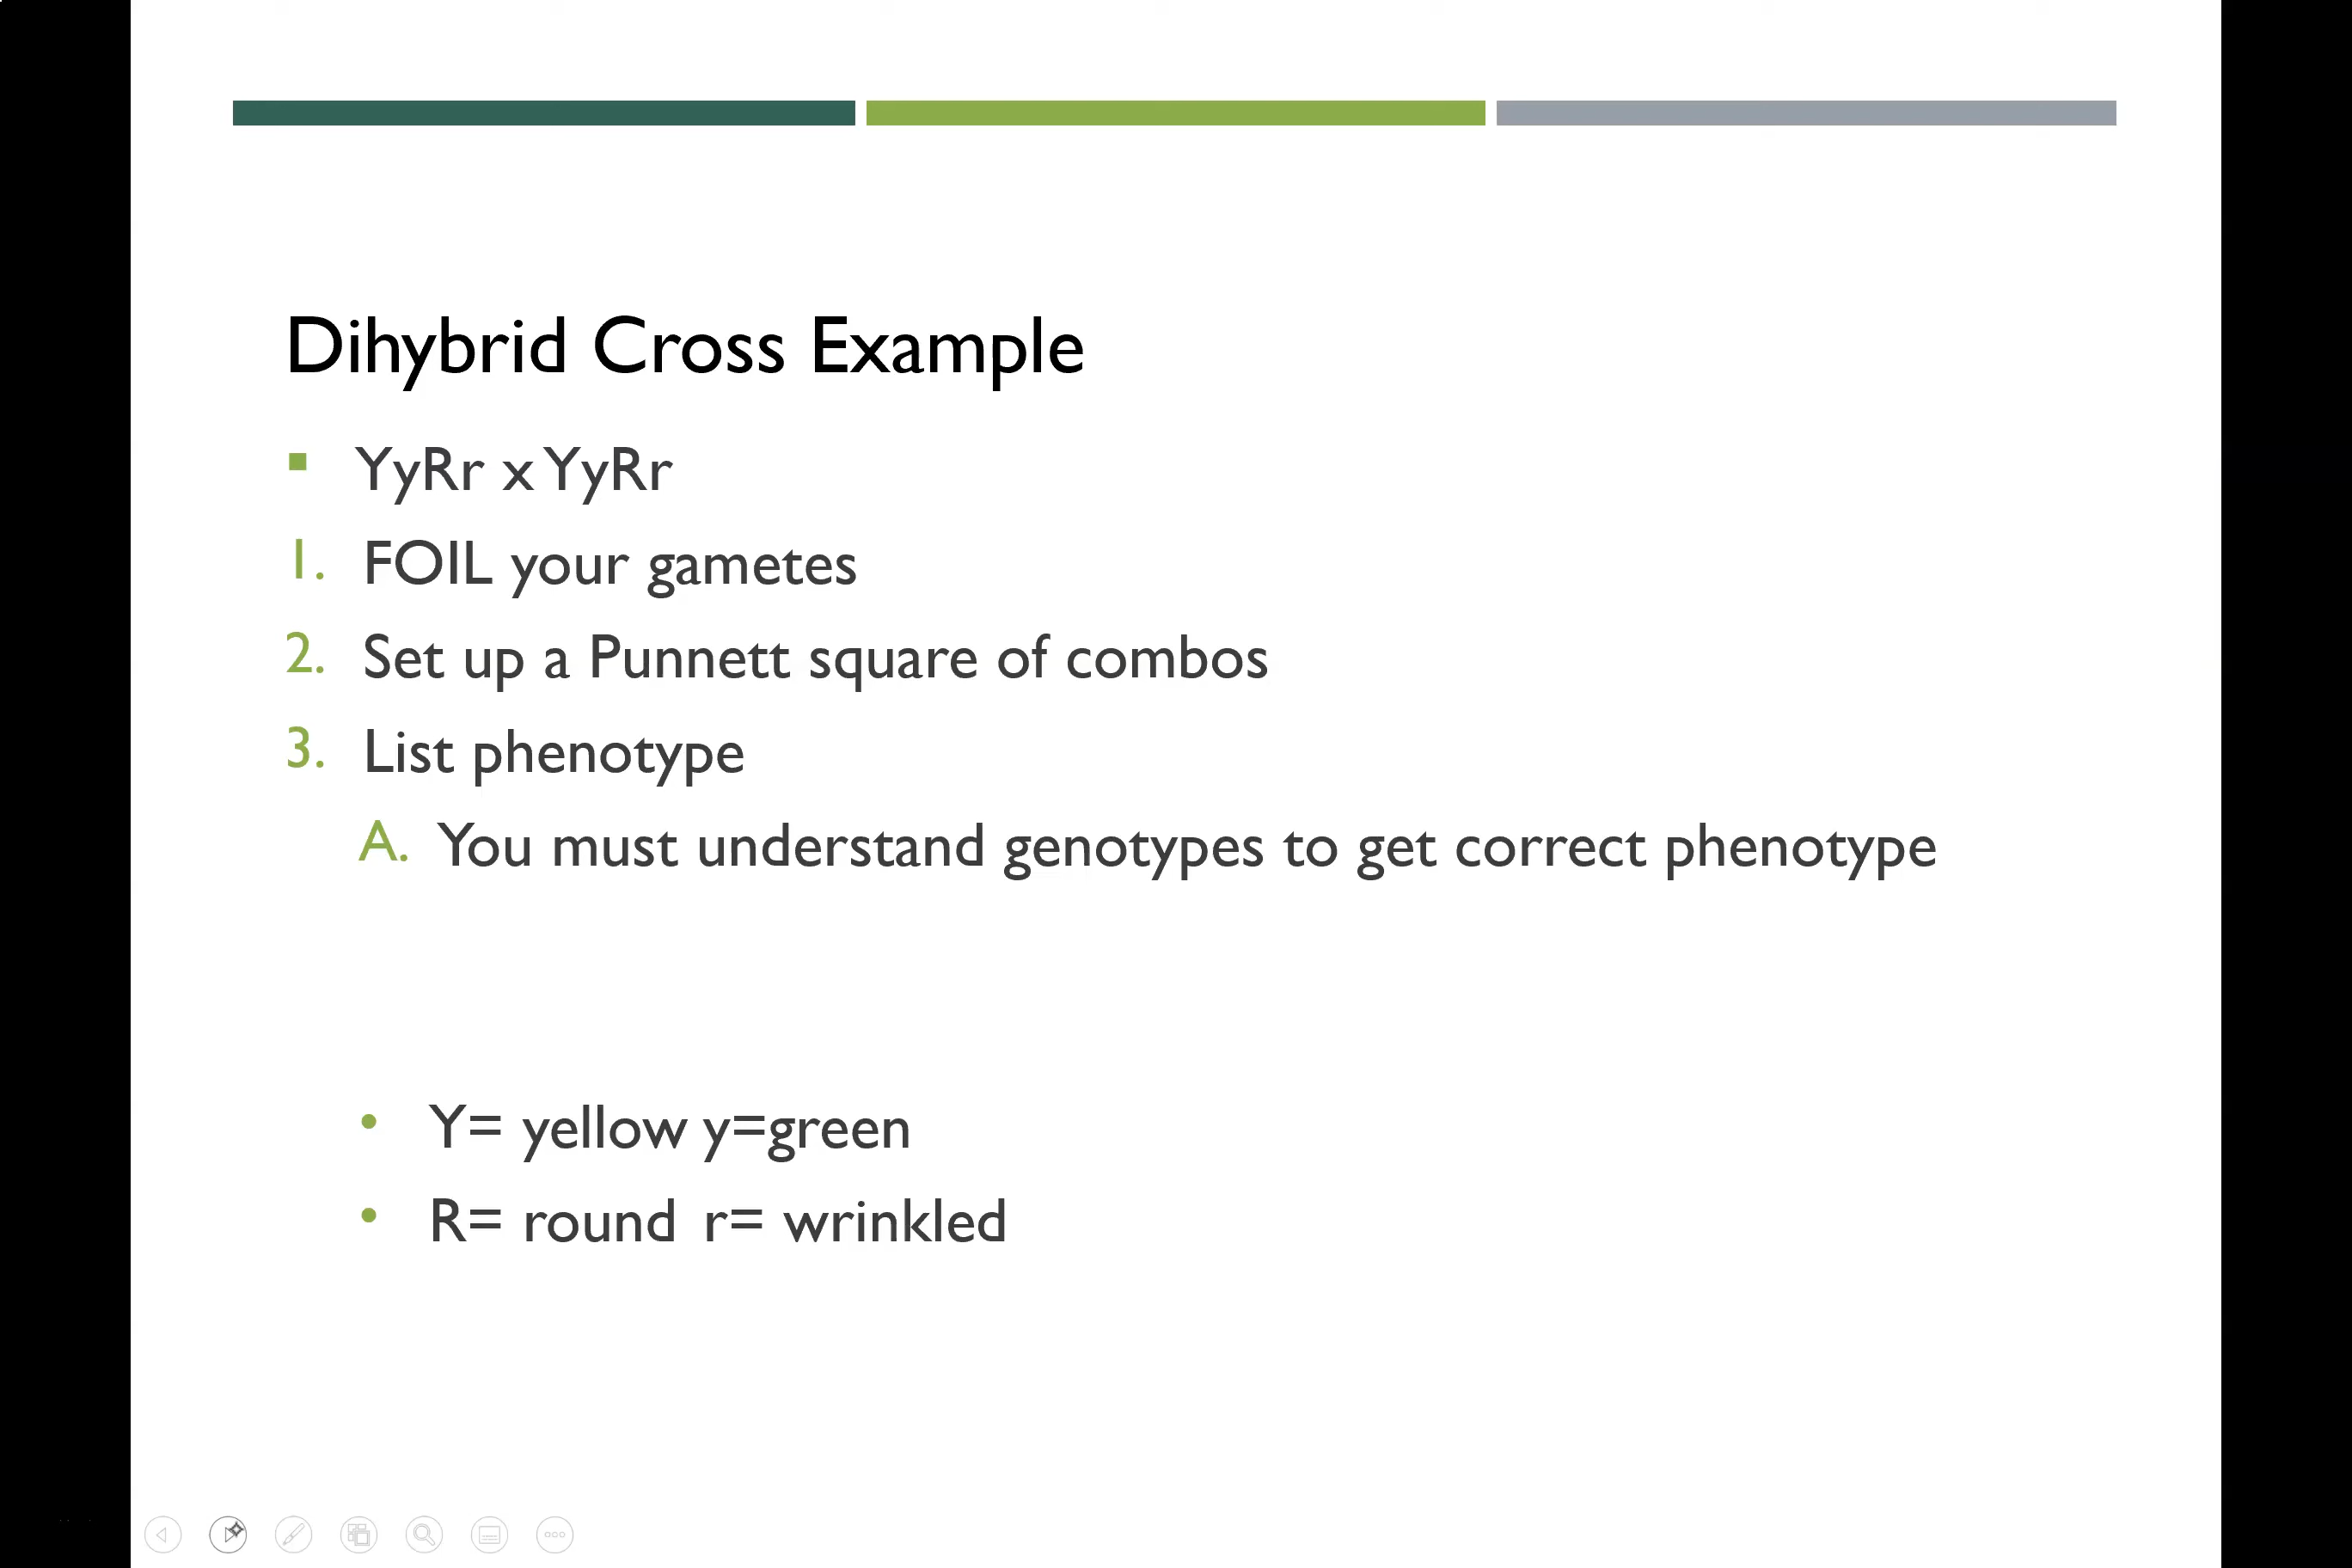 Dihybrid Cross Example
YyRr x YyRr
1. FOIL your gametes
2. Set up a Punnett square of combos
3. List phenotype
A. You must understand genotypes to get correct phenotype
Y= yellow y=green
R= round r= wrinkled